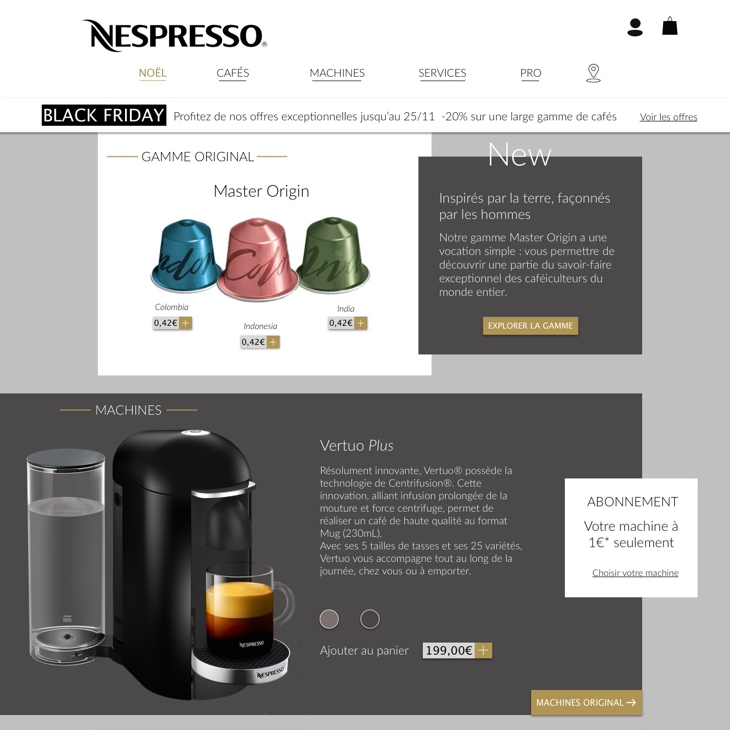 NESPRESSO®
NOËL CAFÉS MACHINES SERVICES PRO
BLACK FRIDAY Profitez de nos offres exceptionnelles jusqu'au 25/11 -20% sur une large gamme de cafés Voir les offres
GAMME ORIGINAL
Master Origin
Colombia
0,42€ +
Indonesia
0,42€ +
India
0,42€ +
New
Inspirés par la terre, façonnés
par les hommes
Notre gamme Master Origin a une
vocation simple : vous permettre de
découvrir une partie du savoir-faire
exceptionnel des caféiculteurs du
monde entier.
EXPLORER LA GAMME
MACHINES
Vertuo Plus
Résolument innovante, Vertuo® possède la
technologie de Centrifusion®. Cette
innovation, alliant infusion prolongée de la
mouture et force centrifuge, permet de
réaliser un café de haute qualité au format
Mug (230mL).
Avec ses 5 tailles de tasses et ses 25 variétés,
Vertuo vous accompagne tout au long de la
journée, chez vous ou à emporter.
Ajouter au panier 199,00€ +
NESPRESSO
NESPRESSO
ABONNEMENT
Votre machine à
1€* seulement
Choisir votre machine
MACHINES ORIGINAL →